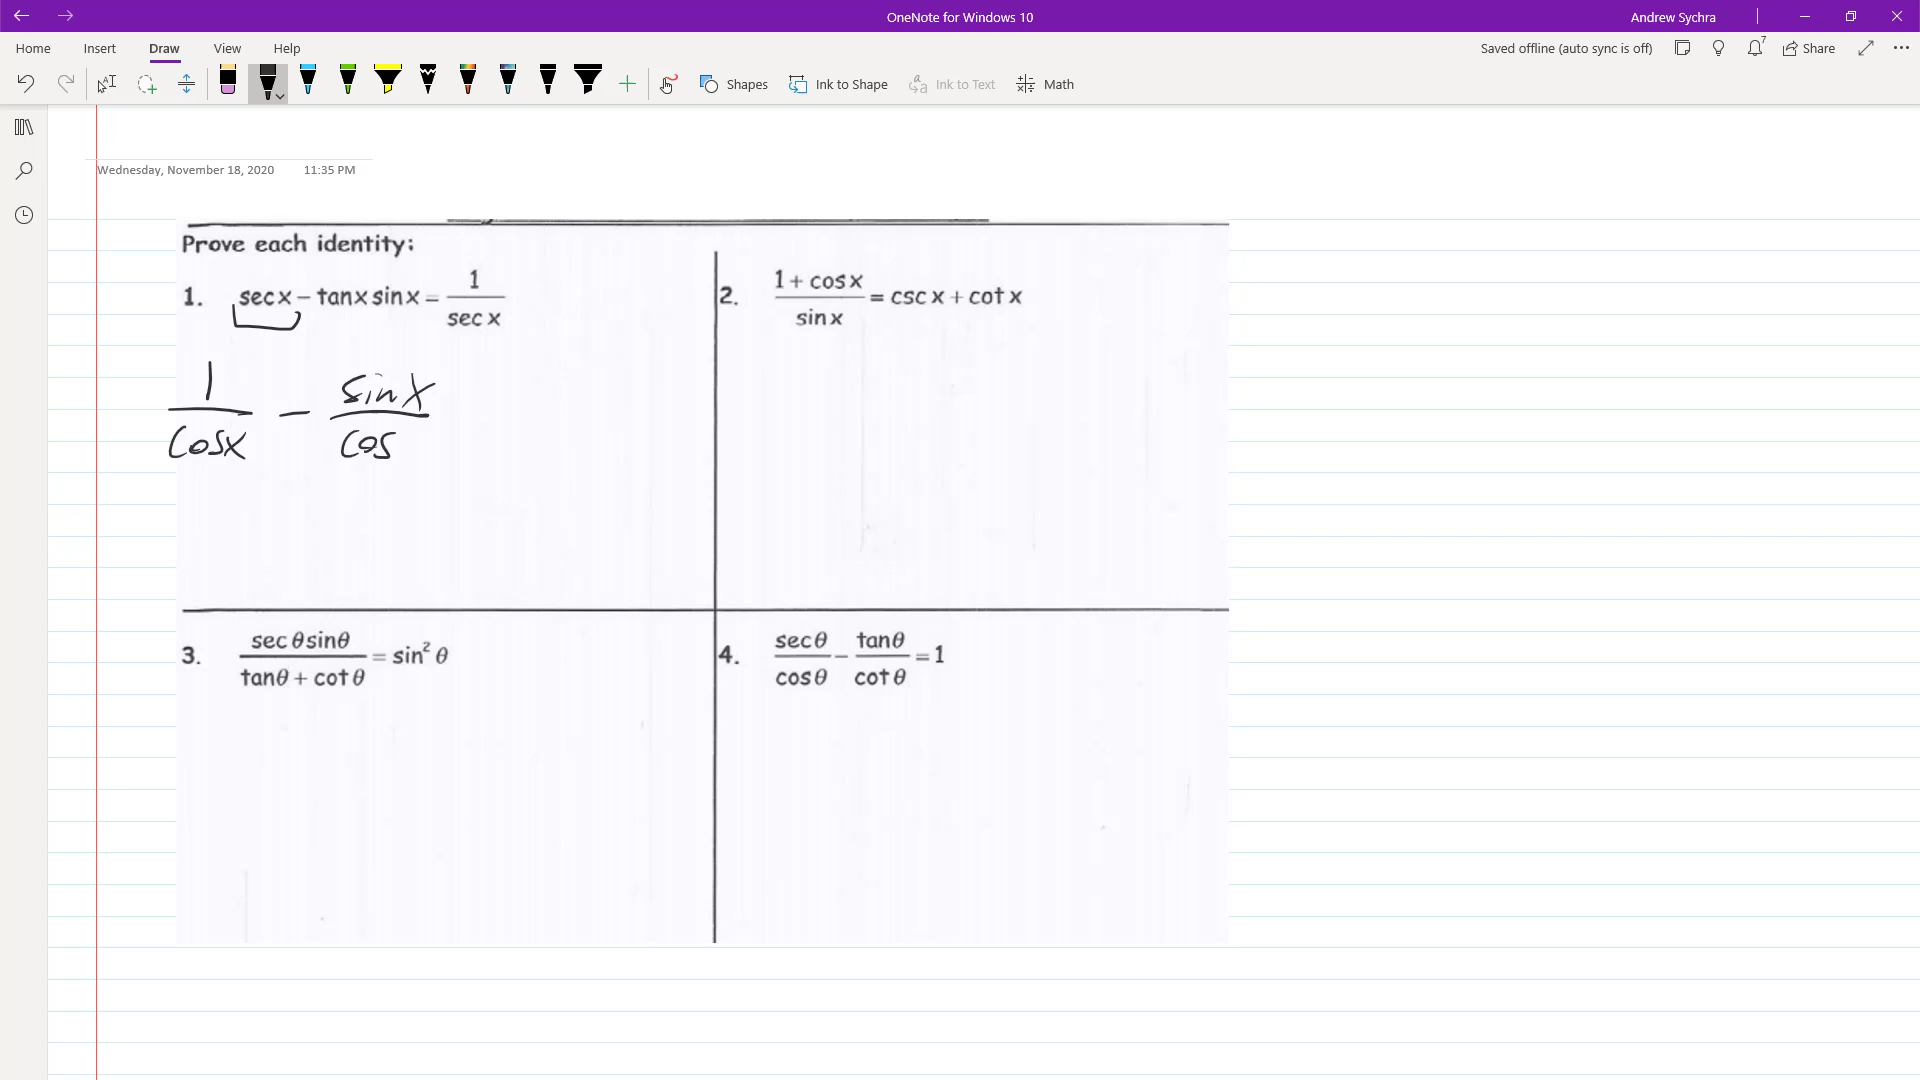 OneNote for Windows 10
Andrew Sychra
Home Insert Draw View Help
Saved offline (auto sync is off) 7 Share
Shapes Ink to Shape Ink to Text Math
Wednesday, November 18, 2020 11:35 PM
Prove each identity:
1. sec x − tan x sin x = 1 / sec x
2. 1 + cos x / sin x = csc x + cot x
1 / cosx − sinx / cos
3. sec θ sin θ / tan θ + cot θ = sin² θ
4. sec θ / cos θ − tan θ / cot θ = 1